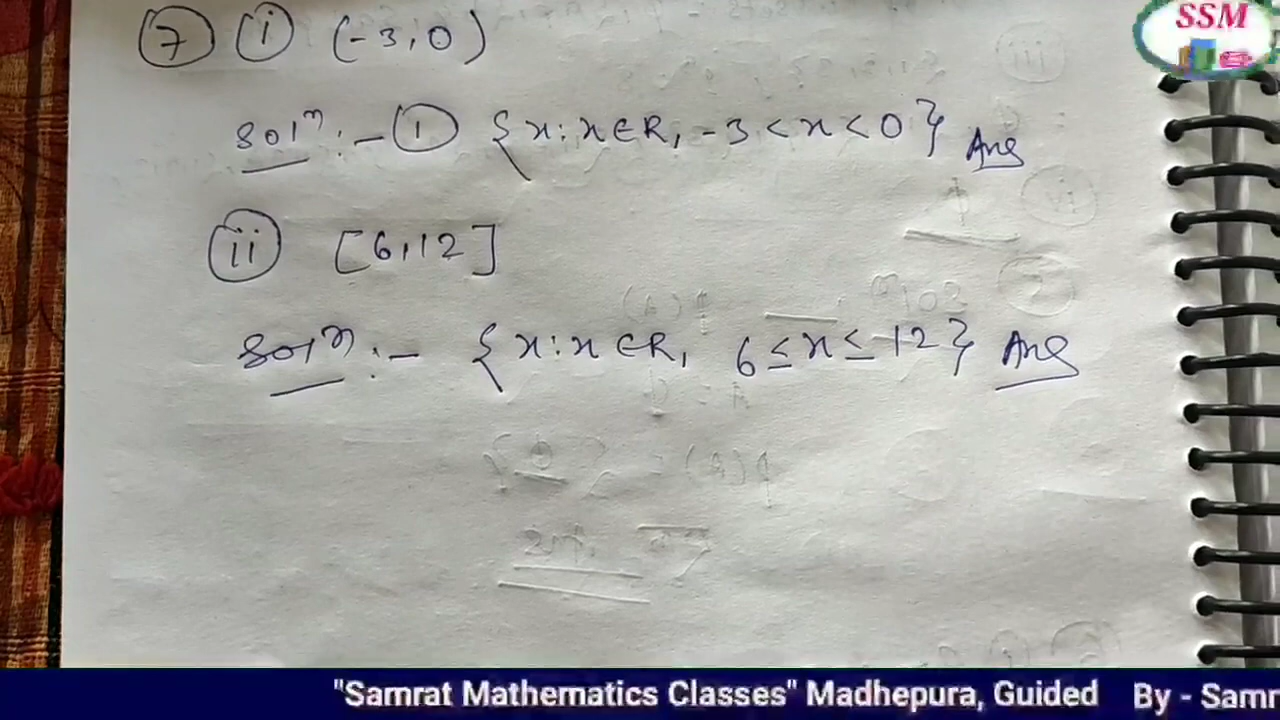 SSM
7 i (-3, 0)
Solⁿ:- i {x : x ∈ R, -3 < x < 0} Ans
ii [6, 12]
Solⁿ:- {x : x ∈ R, 6 ≤ x ≤ 12} Ans
"Samrat Mathematics Classes" Madhepura, Guided By - Samr